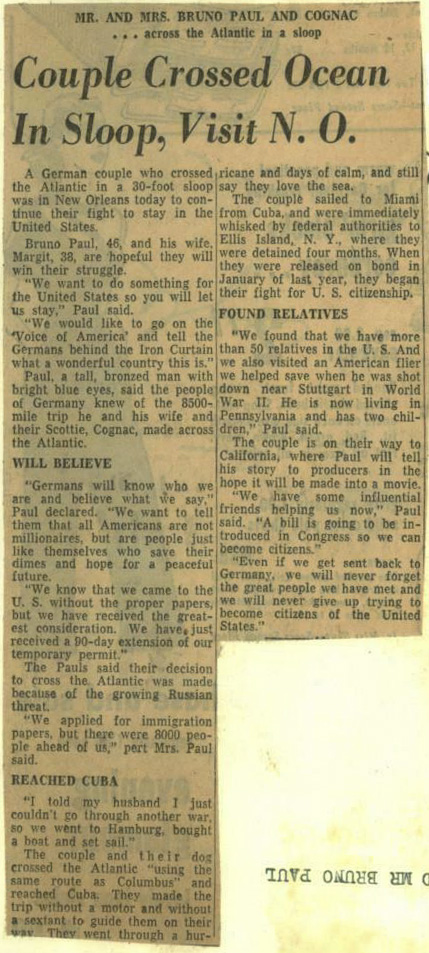 MR. AND MRS. BRUNO PAUL AND COGNAC
. . . across the Atlantic in a sloop
Couple Crossed Ocean
In Sloop, Visit N. O.
A German couple who crossed
the Atlantic in a 30-foot sloop
was in New Orleans today to con-
tinue their fight to stay in the
United States.
Bruno Paul, 46, and his wife,
Margit, 38, are hopeful they will
win their struggle.
"We want to do something for
the United States so you will let
us stay," Paul said.
"We would like to go on the
'Voice of America' and tell the
Germans behind the Iron Curtain
what a wonderful country this is."
Paul, a tall, bronzed man with
bright blue eyes, said the people
of Germany knew of the 8500-
mile trip he and his wife and
their Scottie, Cognac, made across
the Atlantic.
WILL BELIEVE
"Germans will know who we
are and believe what we say,"
Paul declared. "We want to tell
them that all Americans are not
millionaires, but are people just
like themselves who save their
dimes and hope for a peaceful
future.
"We know that we came to the
U. S. without the proper papers,
but we have received the great-
est consideration. We have just
received a 90-day extension of our
temporary permit."
The Pauls said their decision
to cross the Atlantic was made
because of the growing Russian
threat.
"We applied for immigration
papers, but there were 8000 peo-
ple ahead of us," pert Mrs. Paul
said.
REACHED CUBA
"I told my husband I just
couldn't go through another war,
so we went to Hamburg, bought
a boat and set sail."
The couple and their dog
crossed the Atlantic "using the
same route as Columbus" and
reached Cuba. They made the
trip without a motor and without
a sextant to guide them on their
way. They went through a hur-
ricane and days of calm, and still
say they love the sea.
The couple sailed to Miami
from Cuba, and were immediately
whisked by federal authorities to
Ellis Island, N. Y., where they
were detained four months. When
they were released on bond in
January of last year, they began
their fight for U. S. citizenship.
FOUND RELATIVES
"We found that we have more
than 50 relatives in the U. S. And
we also visited an American flier
we helped save when he was shot
down near Stuttgart in World
War II. He is now living in
Pennsylvania and has two chil-
dren," Paul said.
The couple is on their way to
California, where Paul will tell
his story to producers in the
hope it will be made into a movie.
"We have some influential
friends helping us now," Paul
said. "A bill is going to be in-
troduced in Congress so we can
become citizens."
"Even if we get sent back to
Germany, we will never forget
the great people we have met and
we will never give up trying to
become citizens of the United
States."
D MR BRUNO PAUL